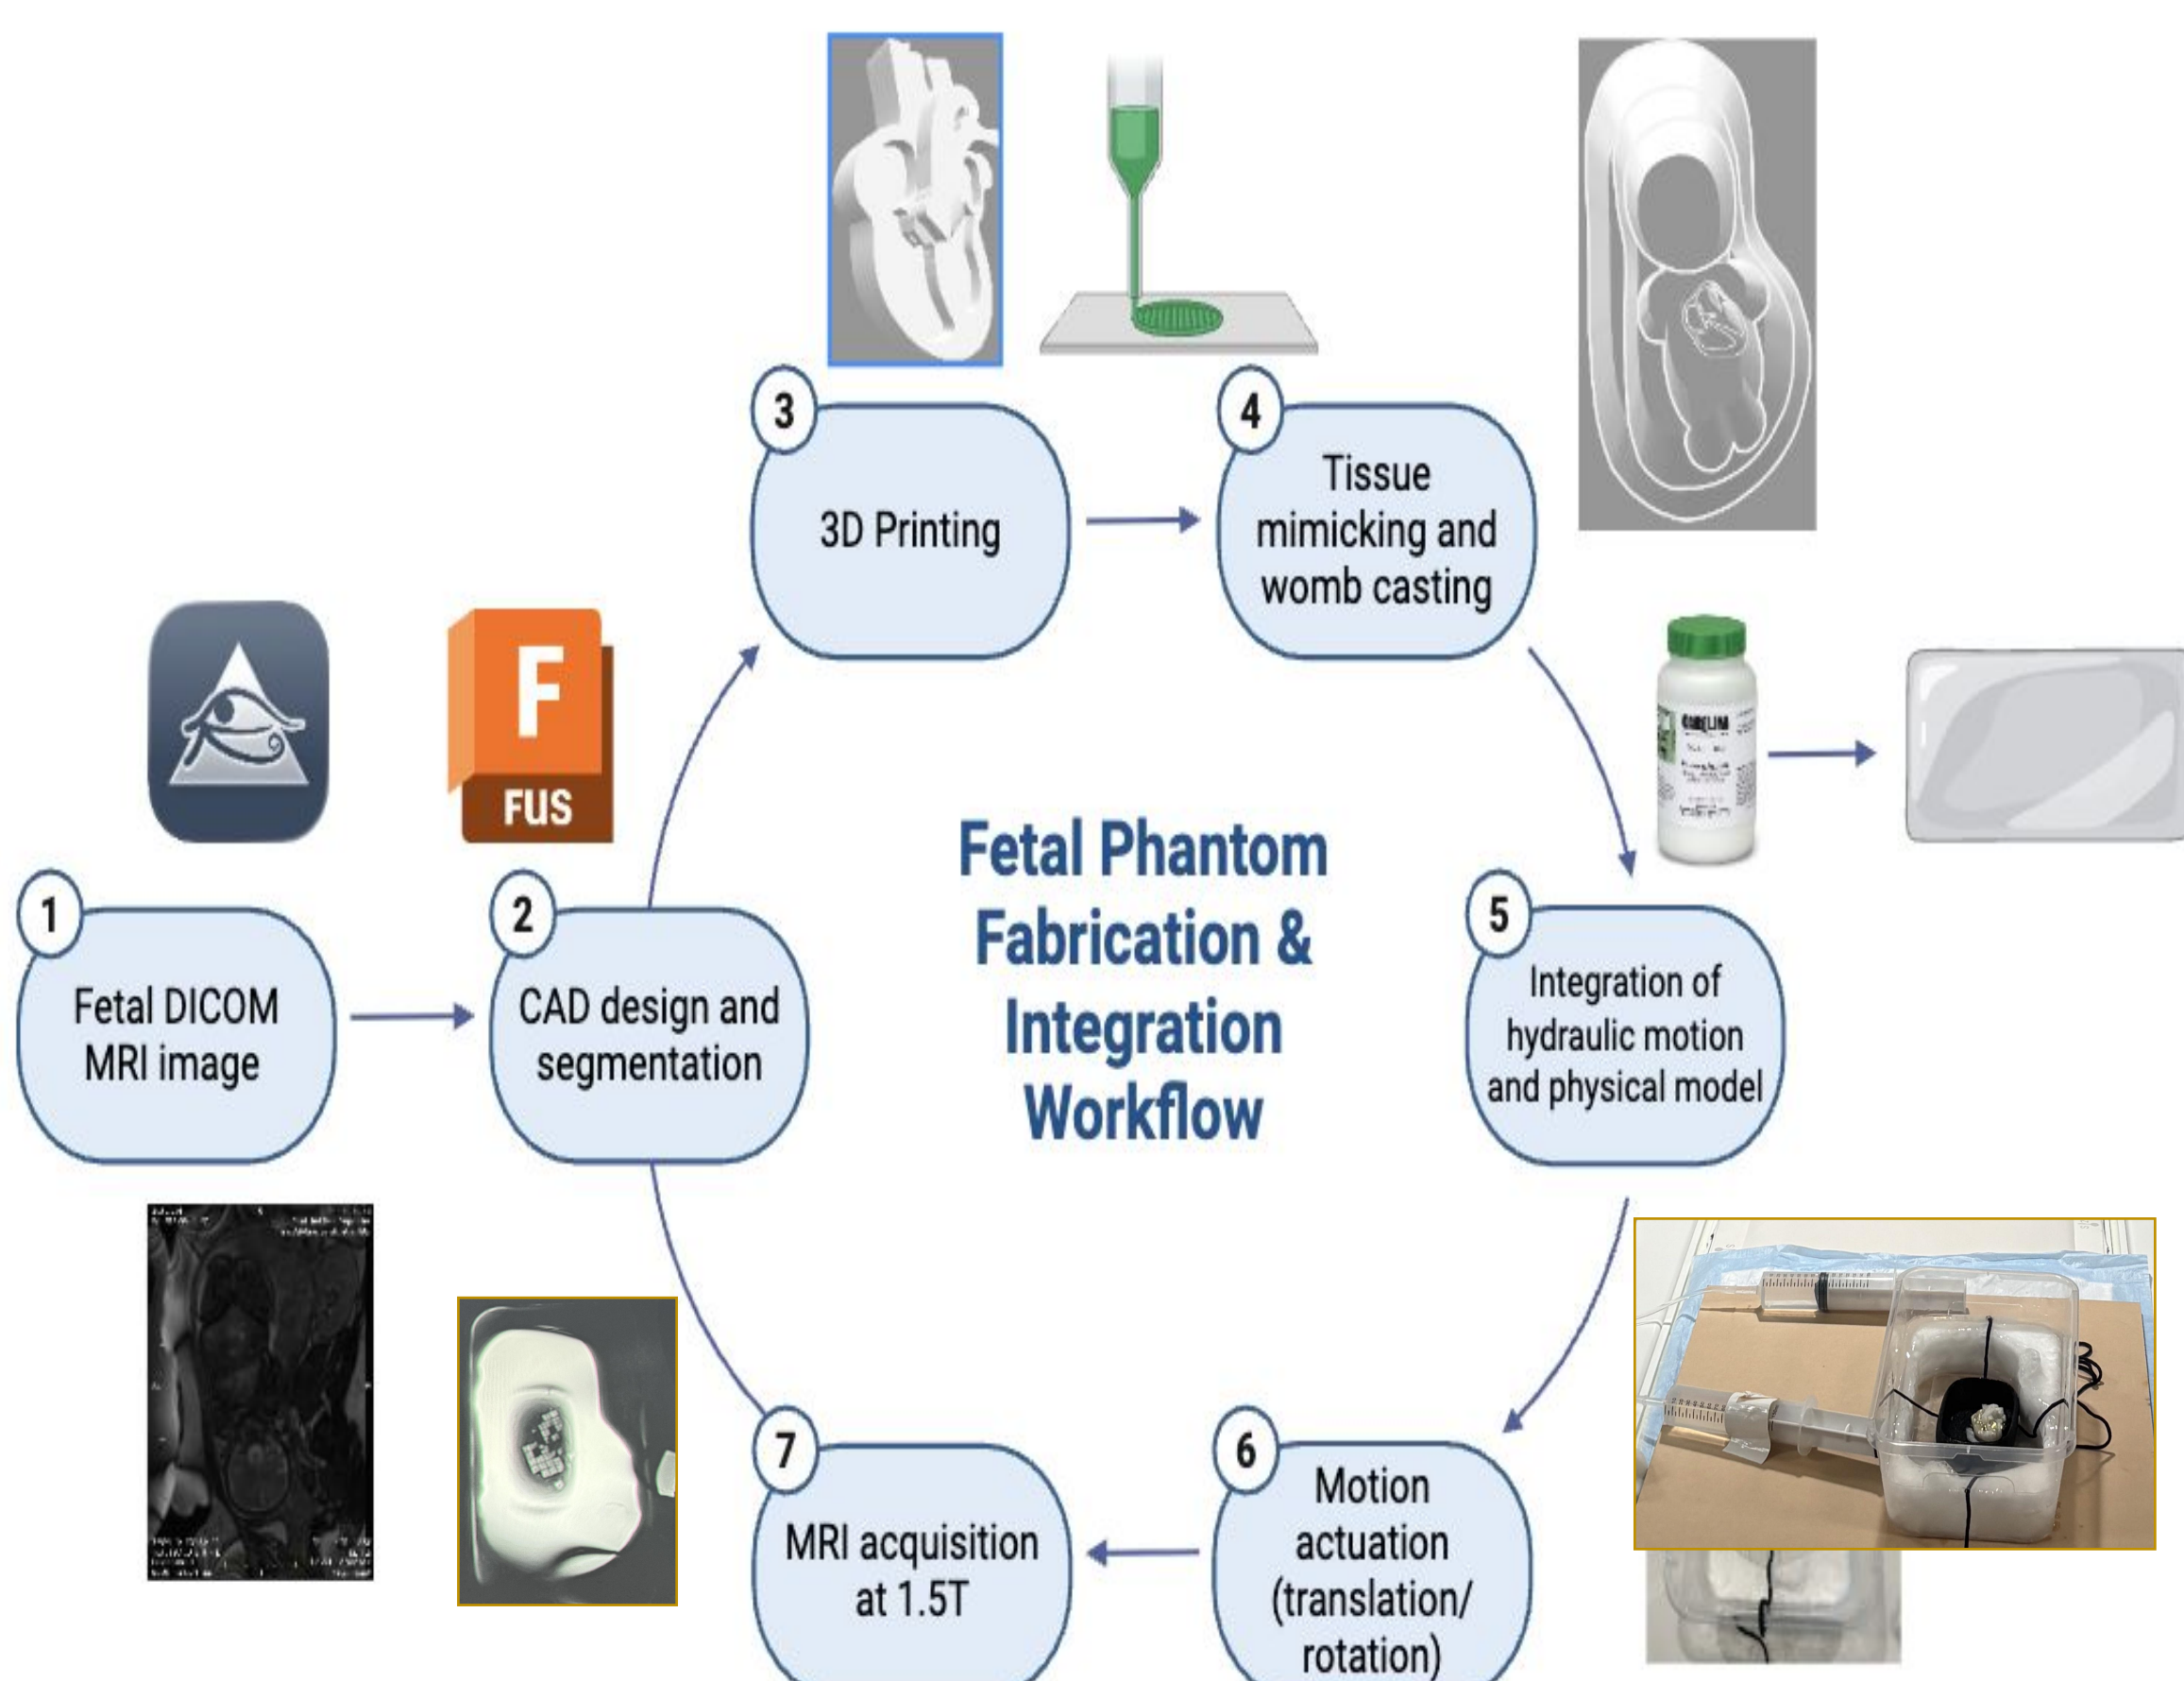 3
3D Printing
4
Tissue
mimicking and
womb casting
F
FUS
1
Fetal DICOM
MRI image
2
CAD design and
segmentation
Fetal Phantom
Fabrication &
Integration
Workflow
5
Integration of
hydraulic motion
and physical model
7
MRI acquisition
at 1.5T
6
Motion
actuation
(translation/
rotation)